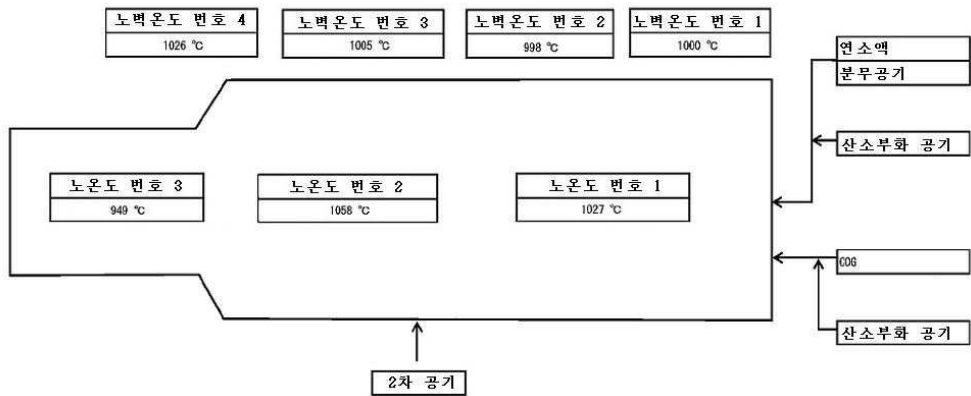 노벽온도 번호 4
1026 ℃
노벽온도 번호 3
1005 ℃
노벽온도 번호 2
998 ℃
노벽온도 번호 1
1000 ℃
연소액
분무공기
산소부화 공기
노온도 번호 3
949 ℃
노온도 번호 2
1058 ℃
노온도 번호 1
1027 ℃
COG
산소부화 공기
2차 공기